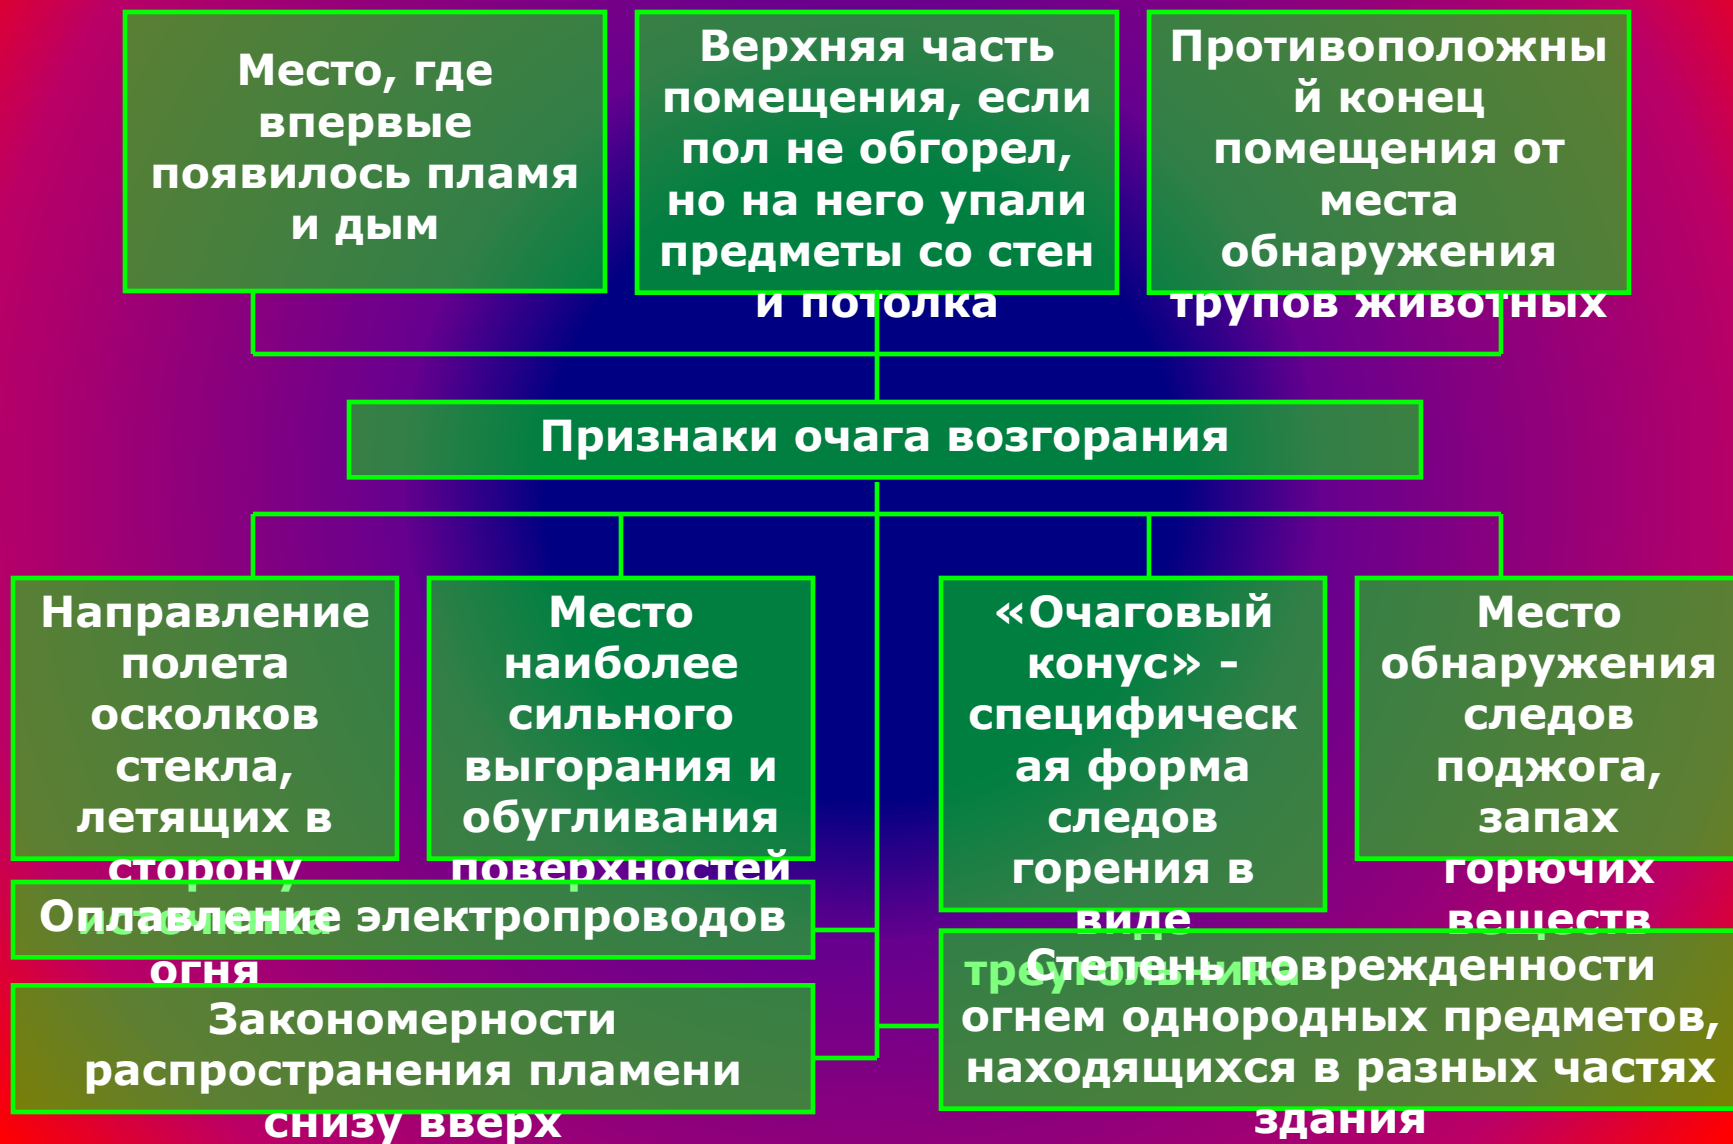 Место, где
впервые
появилось пламя
и дым
Верхняя часть
помещения, если
пол не обгорел,
но на него упали
предметы со стен
и потолка
Противоположны
й конец
помещения от
места
обнаружения
трупов животных
Признаки очага возгорания
Направление
полета
осколков
стекла,
летящих в
сторону
источника
огня
Место
наиболее
сильного
выгорания и
обугливания
поверхностей
«Очаговый
конус» -
специфическ
ая форма
следов
горения в
виде
треугольника
Место
обнаружения
следов
поджога,
запах
горючих
веществ
Оплавление электропроводов
Закономерности
распространения пламени
снизу вверх
Степень поврежденности
огнем однородных предметов,
находящихся в разных частях
здания